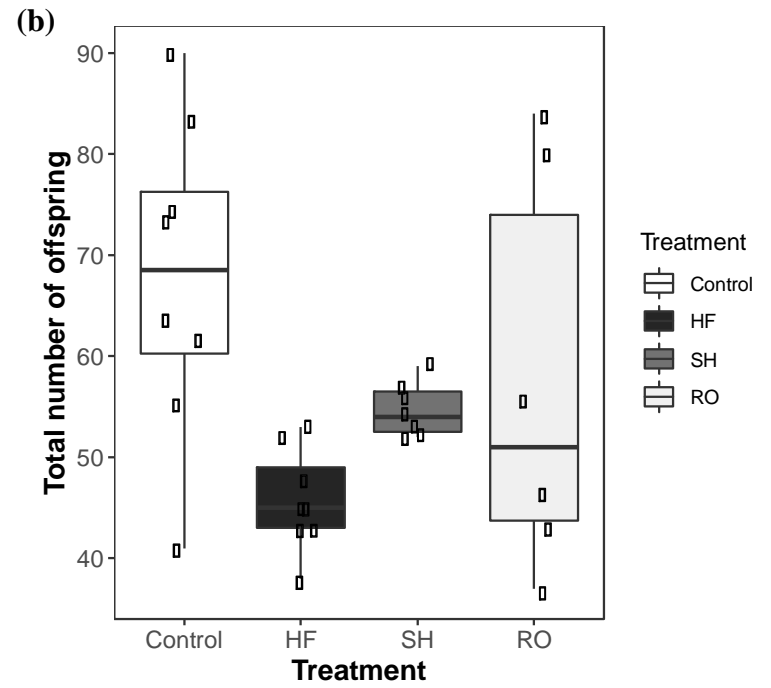 (b)
Total number of offspring
90
80
70
60
50
40
Control HF SH RO
Treatment
Treatment
Control
HF
SH
RO